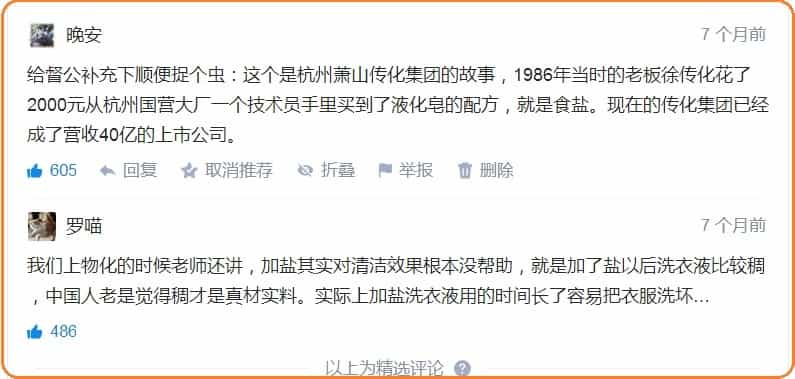 晚安
7 个月前
给督公补充下顺便捉个虫：这个是杭州萧山传化集团的故事，1986年当时的老板徐传化花了
2000元从杭州国营大厂一个技术员手里买到了液化皂的配方，就是食盐。现在的传化集团已经
成了营收40亿的上市公司。
605 回复 取消推荐 折叠 举报 删除
罗喵
7 个月前
我们上物化的时候老师还讲，加盐其实对清洁效果根本没帮助，就是加了盐以后洗衣液比较稠
，中国人老是觉得稠才是真材实料。实际上加盐洗衣液用的时间长了容易把衣服洗坏...
486
以上为精选评论 ?